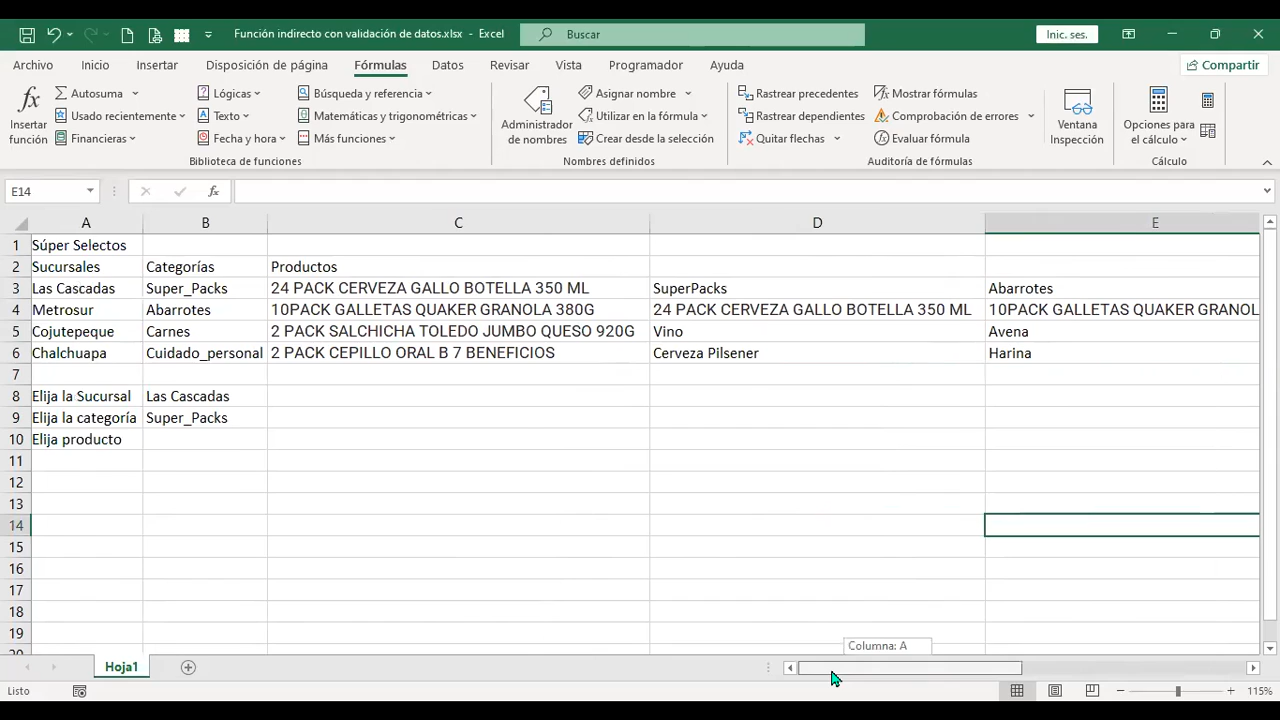 Función indirecto con validación de datos.xlsx - Excel
Buscar
Inic. ses.
Archivo Inicio Insertar Disposición de página Fórmulas Datos Revisar Vista Programador Ayuda
Compartir
Insertar función
Autosuma
Usado recientemente
Financieras
Lógicas
Texto
Fecha y hora
Búsqueda y referencia
Matemáticas y trigonométricas
Más funciones
Biblioteca de funciones
Administrador de nombres
Asignar nombre
Utilizar en la fórmula
Crear desde la selección
Nombres definidos
Rastrear precedentes
Rastrear dependientes
Quitar flechas
Mostrar fórmulas
Comprobación de errores
Evaluar fórmula
Auditoría de fórmulas
Ventana Inspección
Opciones para el cálculo
Cálculo
E14
fx
A B C D E
1 Súper Selectos
2 Sucursales Categorías Productos
3 Las Cascadas Super_Packs 24 PACK CERVEZA GALLO BOTELLA 350 ML SuperPacks Abarrotes
4 Metrosur Abarrotes 10PACK GALLETAS QUAKER GRANOLA 380G 24 PACK CERVEZA GALLO BOTELLA 350 ML 10PACK GALLETAS QUAKER GRANOL
5 Cojutepeque Carnes 2 PACK SALCHICHA TOLEDO JUMBO QUESO 920G Vino Avena
6 Chalchuapa Cuidado_personal 2 PACK CEPILLO ORAL B 7 BENEFICIOS Cerveza Pilsener Harina
7
8 Elija la Sucursal Las Cascadas
9 Elija la categoría Super_Packs
10 Elija producto
11
12
13
14
15
16
17
18
19
Columna: A
Hoja1
Listo
115%